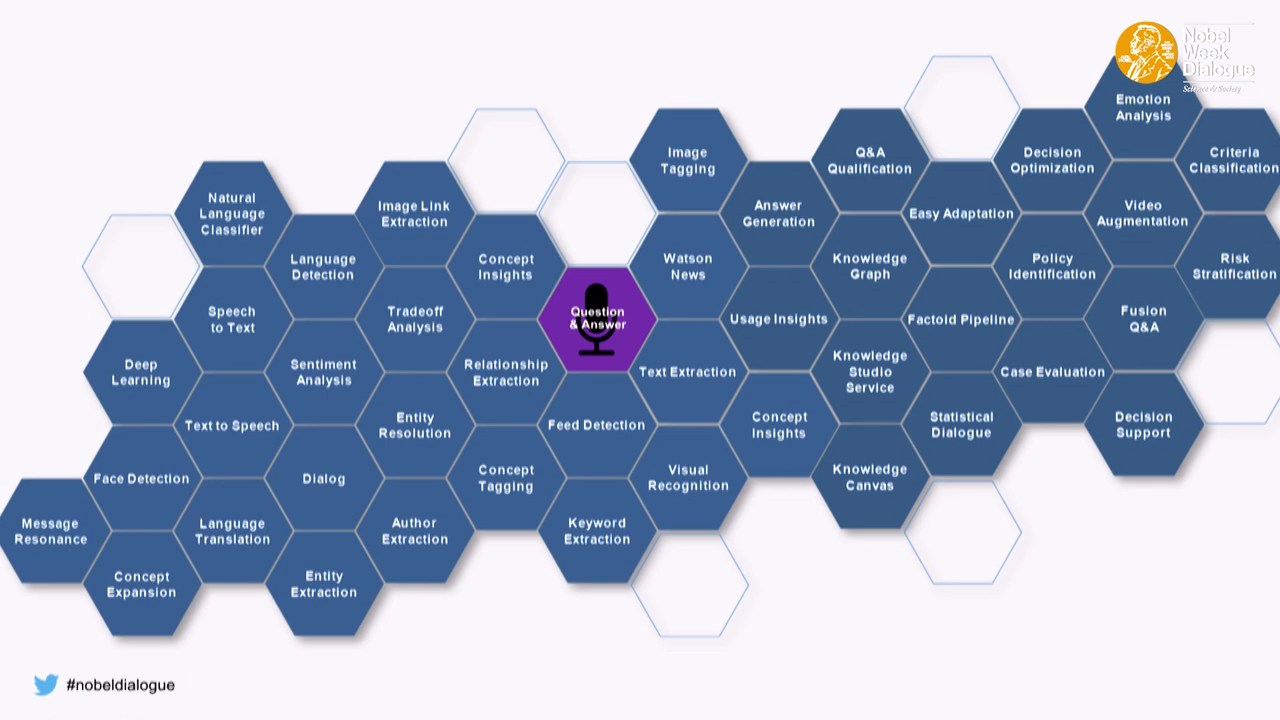 Nobel
Week
Dialogue
Science & Society
Emotion
Analysis
Image
Tagging
Q&A
Qualification
Decision
Optimization
Criteria
Classification
Natural
Language
Classifier
Image Link
Extraction
Answer
Generation
Easy Adaptation
Video
Augmentation
Language
Detection
Concept
Insights
Watson
News
Knowledge
Graph
Policy
Identification
Risk
Stratification
Speech
to Text
Tradeoff
Analysis
Question
& Answer
Usage Insights
Factoid Pipeline
Fusion
Q&A
Deep
Learning
Sentiment
Analysis
Relationship
Extraction
Text Extraction
Knowledge
Studio
Service
Case Evaluation
Text to Speech
Entity
Resolution
Feed Detection
Concept
Insights
Statistical
Dialogue
Decision
Support
Face Detection
Dialog
Concept
Tagging
Visual
Recognition
Knowledge
Canvas
Message
Resonance
Language
Translation
Author
Extraction
Keyword
Extraction
Concept
Expansion
Entity
Extraction
#nobeldialogue